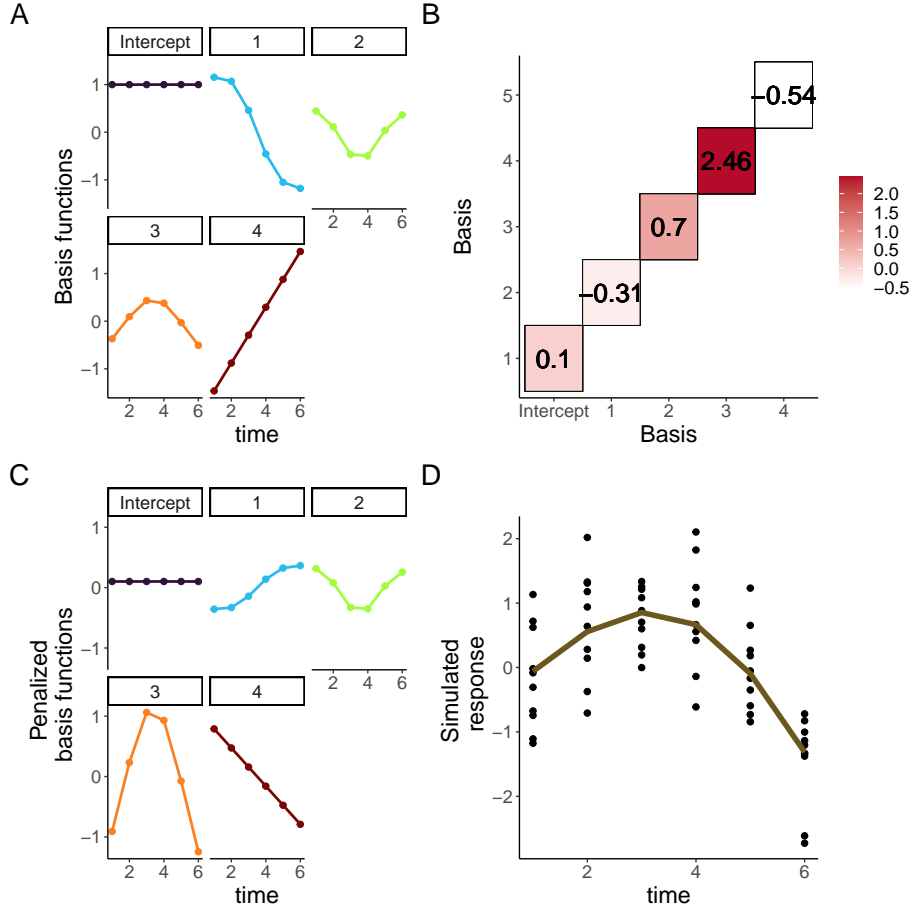 A
Intercept 1 2
1
0
−1
2 4 6
3 4
1
0
−1
2 4 6 2 4 6
time
Basis functions
B
5
4
3
2
1
−0.54
2.46
0.7
−0.31
0.1
Intercept 1 2 3 4
Basis
Basis
2.0
1.5
1.0
0.5
0.0
−0.5
C
Intercept 1 2
1
0
−1
2 4 6
3 4
1
0
−1
2 4 6 2 4 6
time
Penalized
basis functions
D
2
1
0
−1
−2
2 4 6
time
Simulated
response